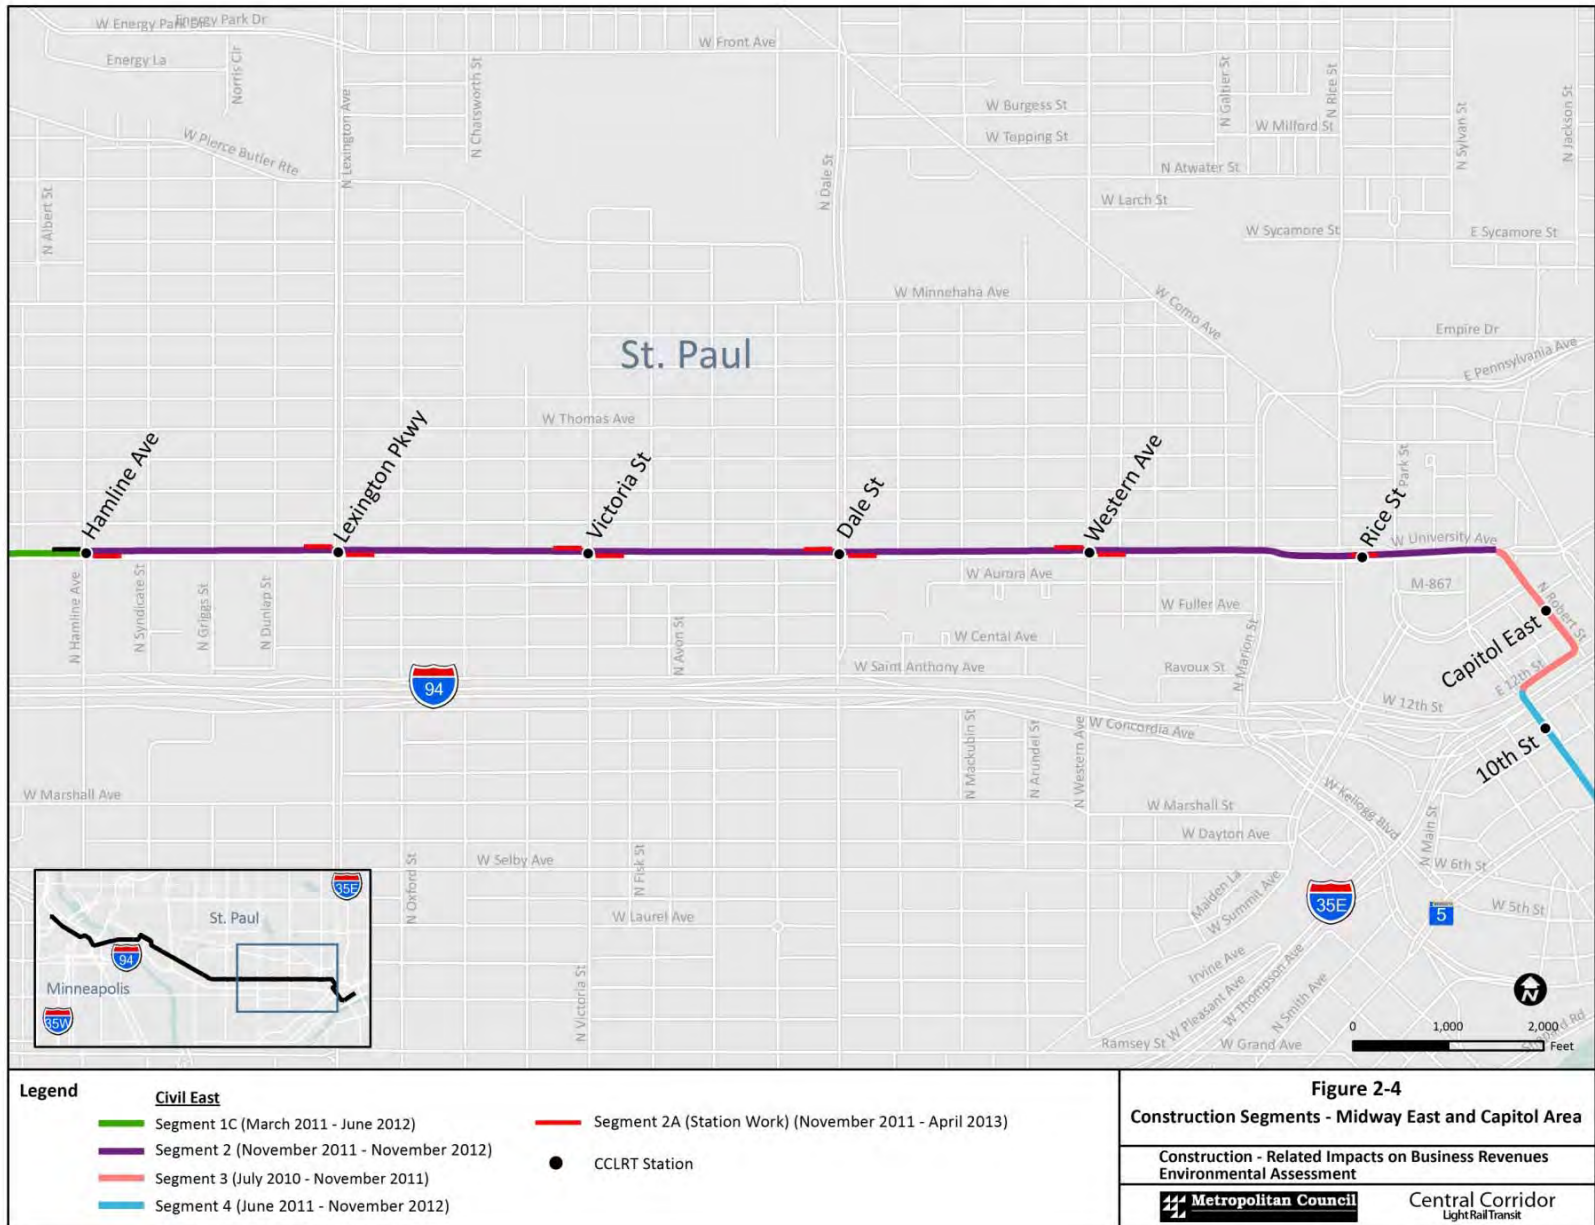 W Energy Park Dr
Energy Park Dr
W Front Ave
Energy La
Norris Cir
N Lexington Ave
N Chatsworth St
N Galtier St
N Rice St
W Burgess St
W Topping St
W Milford St
N Sylvan St
N Jackson St
W Pierce Butler Rte
N Albert St
N Dale St
N Atwater St
W Larch St
W Sycamore St
E Sycamore St
W Minnehaha Ave
W Como Ave
Empire Dr
E Pennsylvania Ave
St. Paul
W Thomas Ave
Hamline Ave
Lexington Pkwy
Victoria St
Dale St
Western Ave
Rice St
Park St
W University Ave
N Hamline Ave
N Syndicare St
N Griggs St
N Dunlap St
W Aurora Ave
M-867
N Robert St
W Fuller Ave
Capitol East
N Avon St
W Cental Ave
N Marion St
W Saint Anthony Ave
Ravoux St
E 12th St
94
W 12th St
10th St
N Mackubin St
N Arundel St
N Western Ave
W Concordia Ave
W Marshall Ave
W Marshall St
W Kellogg Blvd
N Main St
W Dayton Ave
W 6th St
N Oxford St
W Selby Ave
N Fisk St
Malden La
W Summit Ave
35E
5
W 5th St
W Laurel Ave
35E
St. Paul
94
Minneapolis
35W
N Victoria St
Irvine Ave
W Pleasant Ave
W Thompson Ave
N Smith Ave
Ramsey St
W Grand Ave
N
0 1,000 2,000
Feet
Legend
Civil East
Segment 1C (March 2011 - June 2012)
Segment 2 (November 2011 - November 2012)
Segment 3 (July 2010 - November 2011)
Segment 4 (June 2011 - November 2012)
Segment 2A (Station Work) (November 2011 - April 2013)
CCLRT Station
Figure 2-4
Construction Segments - Midway East and Capitol Area
Construction - Related Impacts on Business Revenues
Environmental Assessment
Metropolitan Council
Central Corridor
Light Rail Transit